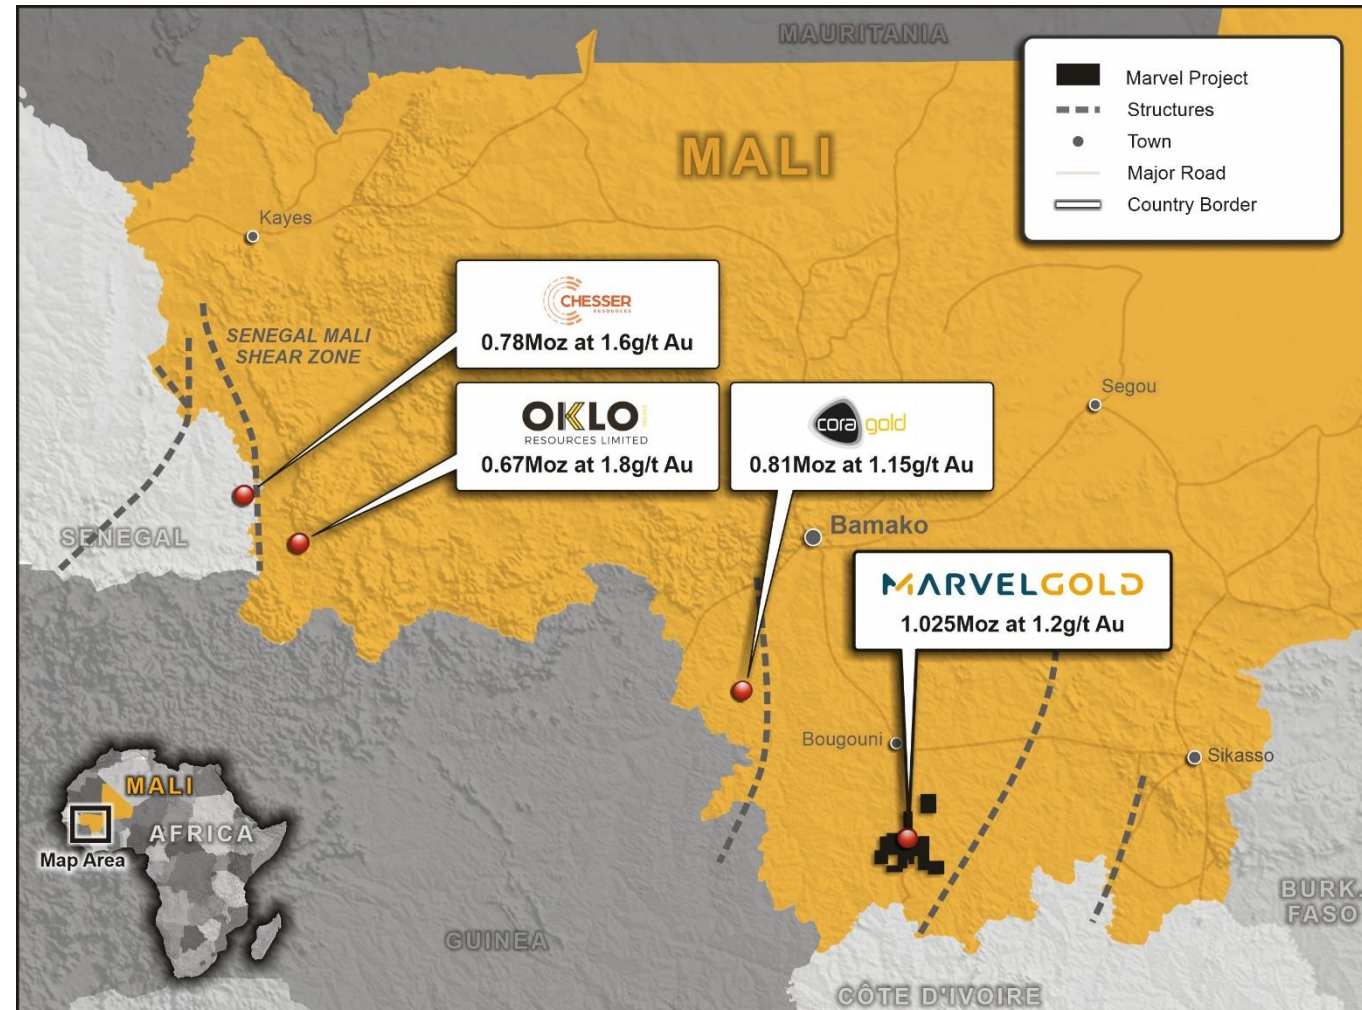 MAURITANIA
Marvel Project
Structures
Town
Major Road
Country Border
MALI
Kayes
SENEGAL MALI
SHEAR ZONE
CHESSER
RESOURCES
0.78Moz at 1.6g/t Au
OKLO
RESOURCES LIMITED
0.67Moz at 1.8g/t Au
cora gold
0.81Moz at 1.15g/t Au
Segou
Bamako
SENEGAL
MARVELGOLD
1.025Moz at 1.2g/t Au
Bougouni
Sikasso
MALI
AFRICA
Map Area
GUINEA
BURK.
FASO
CÔTE D'IVOIRE